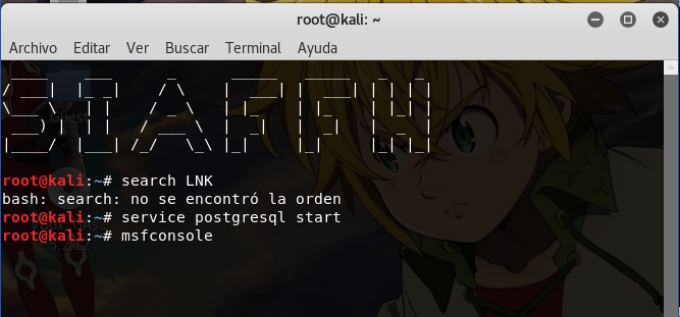 root@kali: ~
Archivo Editar Ver Buscar Terminal Ayuda
root@kali:~# search LNK
bash: search: no se encontró la orden
root@kali:~# service postgresql start
root@kali:~# msfconsole